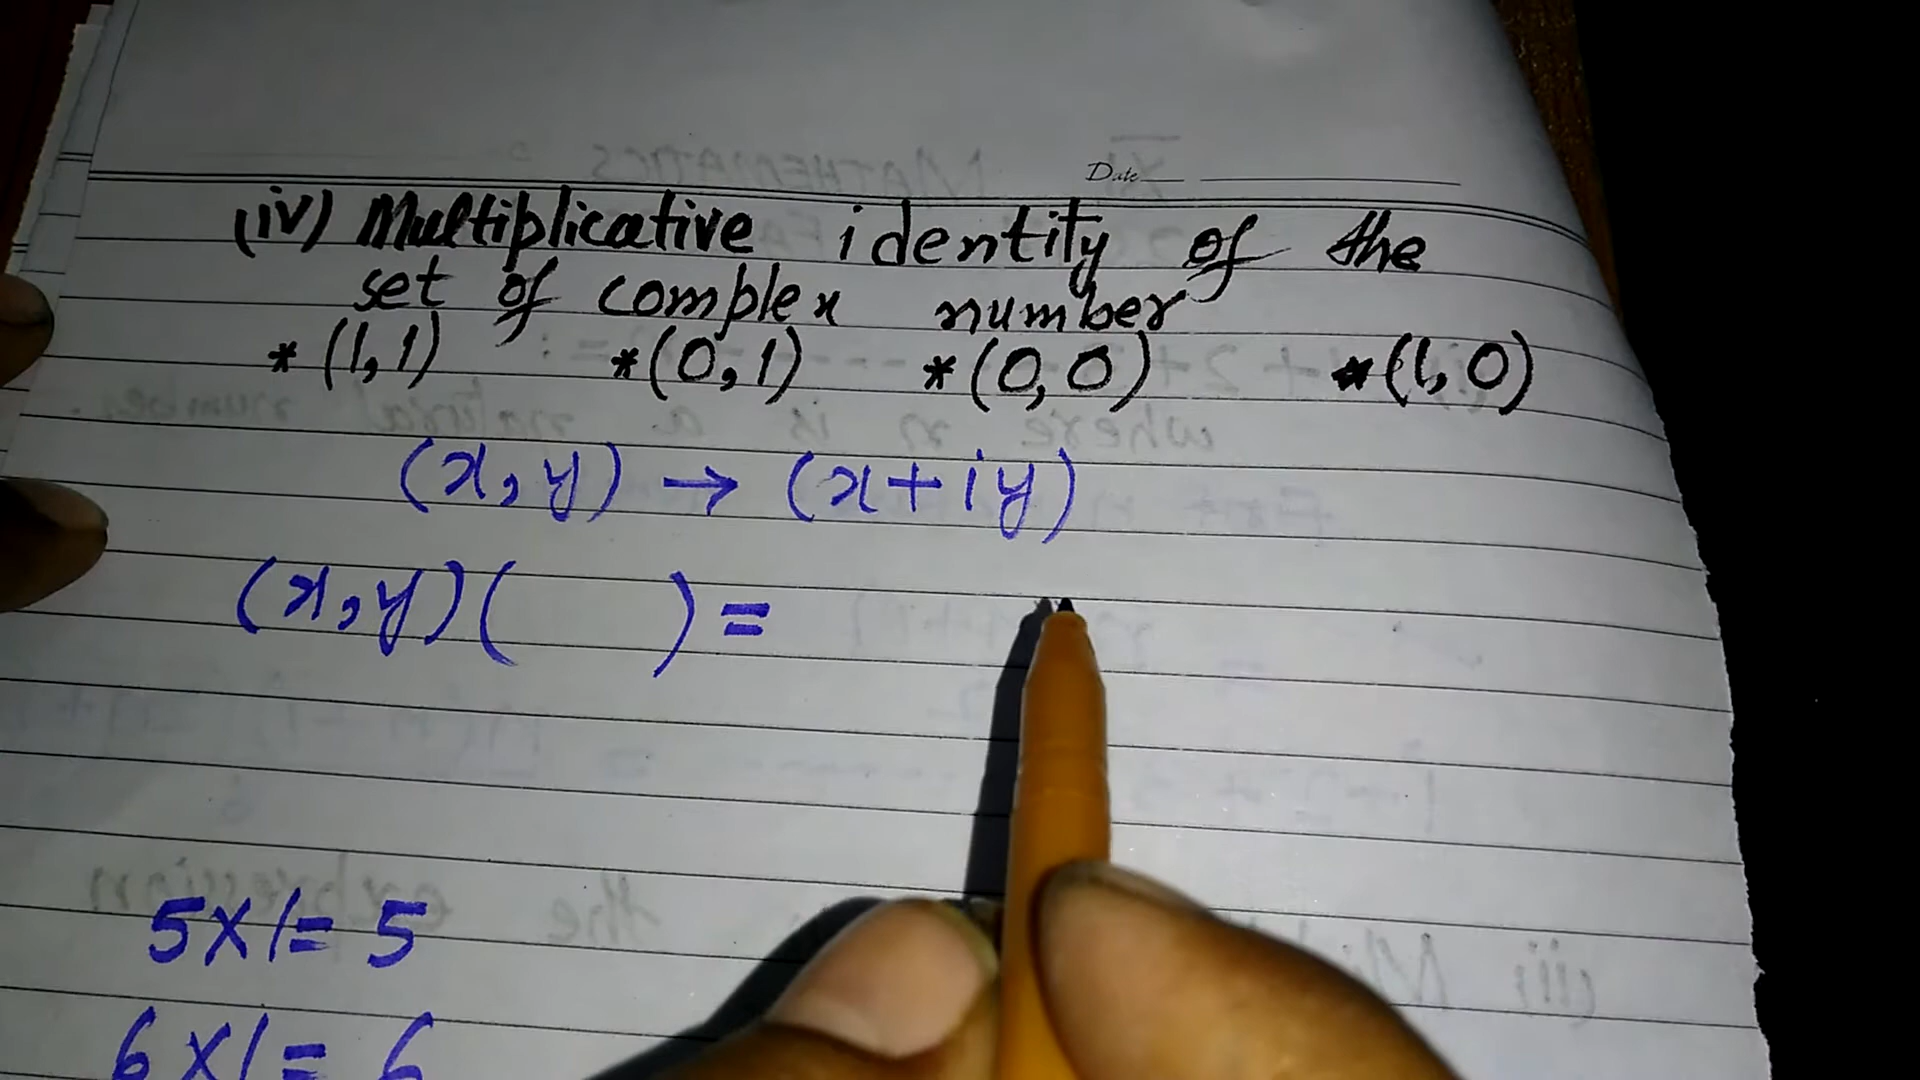 Date
(iv) Multiplicative identity of the
set of complex number
* (1,1) * (0,1) * (0,0) * (1,0)
(x,y) → (x+iy)
(x,y)( ) =
5×1= 5
6×1= 6